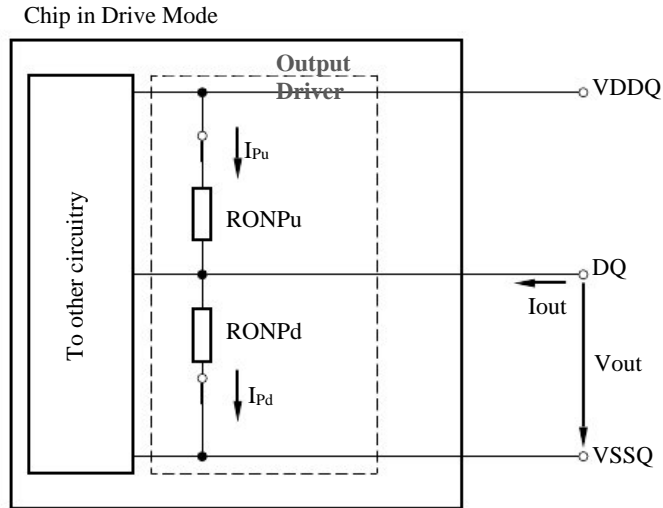 Chip in Drive Mode
Output
Driver
VDDQ
IPu
RONPu
To other circuitry
DQ
Iout
RONPd
Vout
IPd
VSSQ